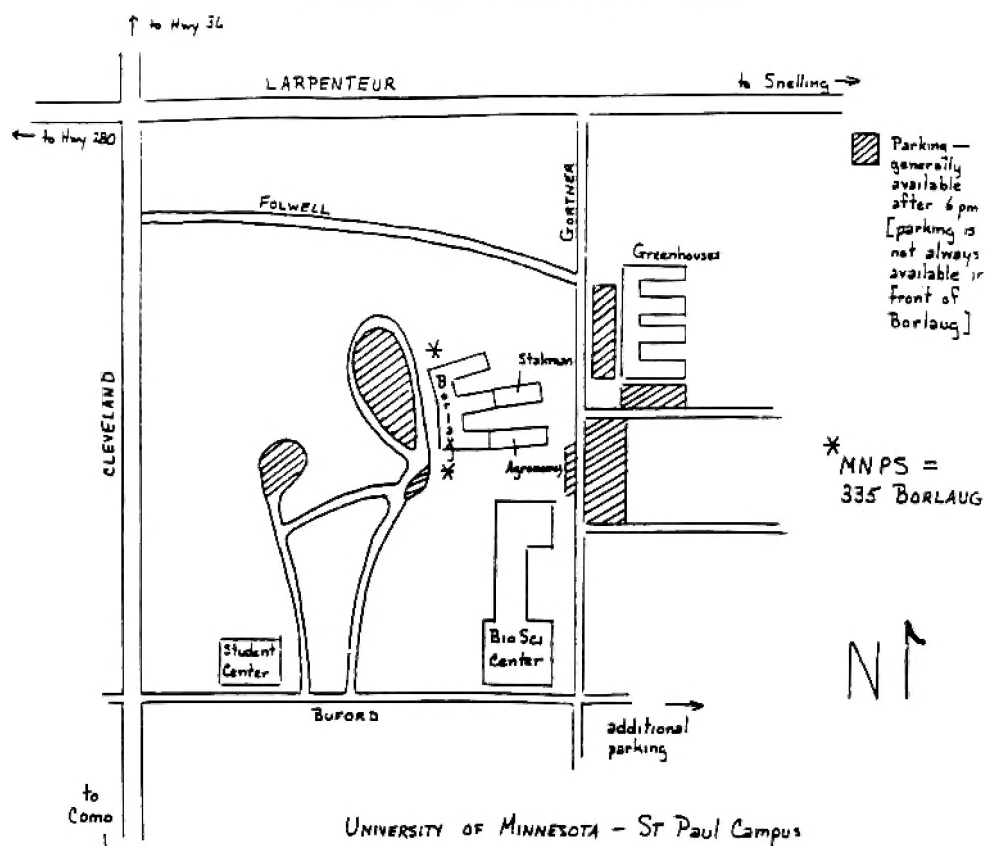 ↑ to Hwy 36
LARPENTEUR
to Snelling →
← to Hwy 280
FOLWELL
GORTNER
Parking —
generally
available
after 6 pm
[parking is
not always
available in
front of
Borlaug]
Greenhouses
CLEVELAND
*
Borlaug
Stakman
*
Agronomy
*MNPS =
335 BORLAUG
Student
Center
Bio Sci
Center
N
BUFORD
additional
parking
to
Como
UNIVERSITY OF MINNESOTA - ST PAUL CAMPUS